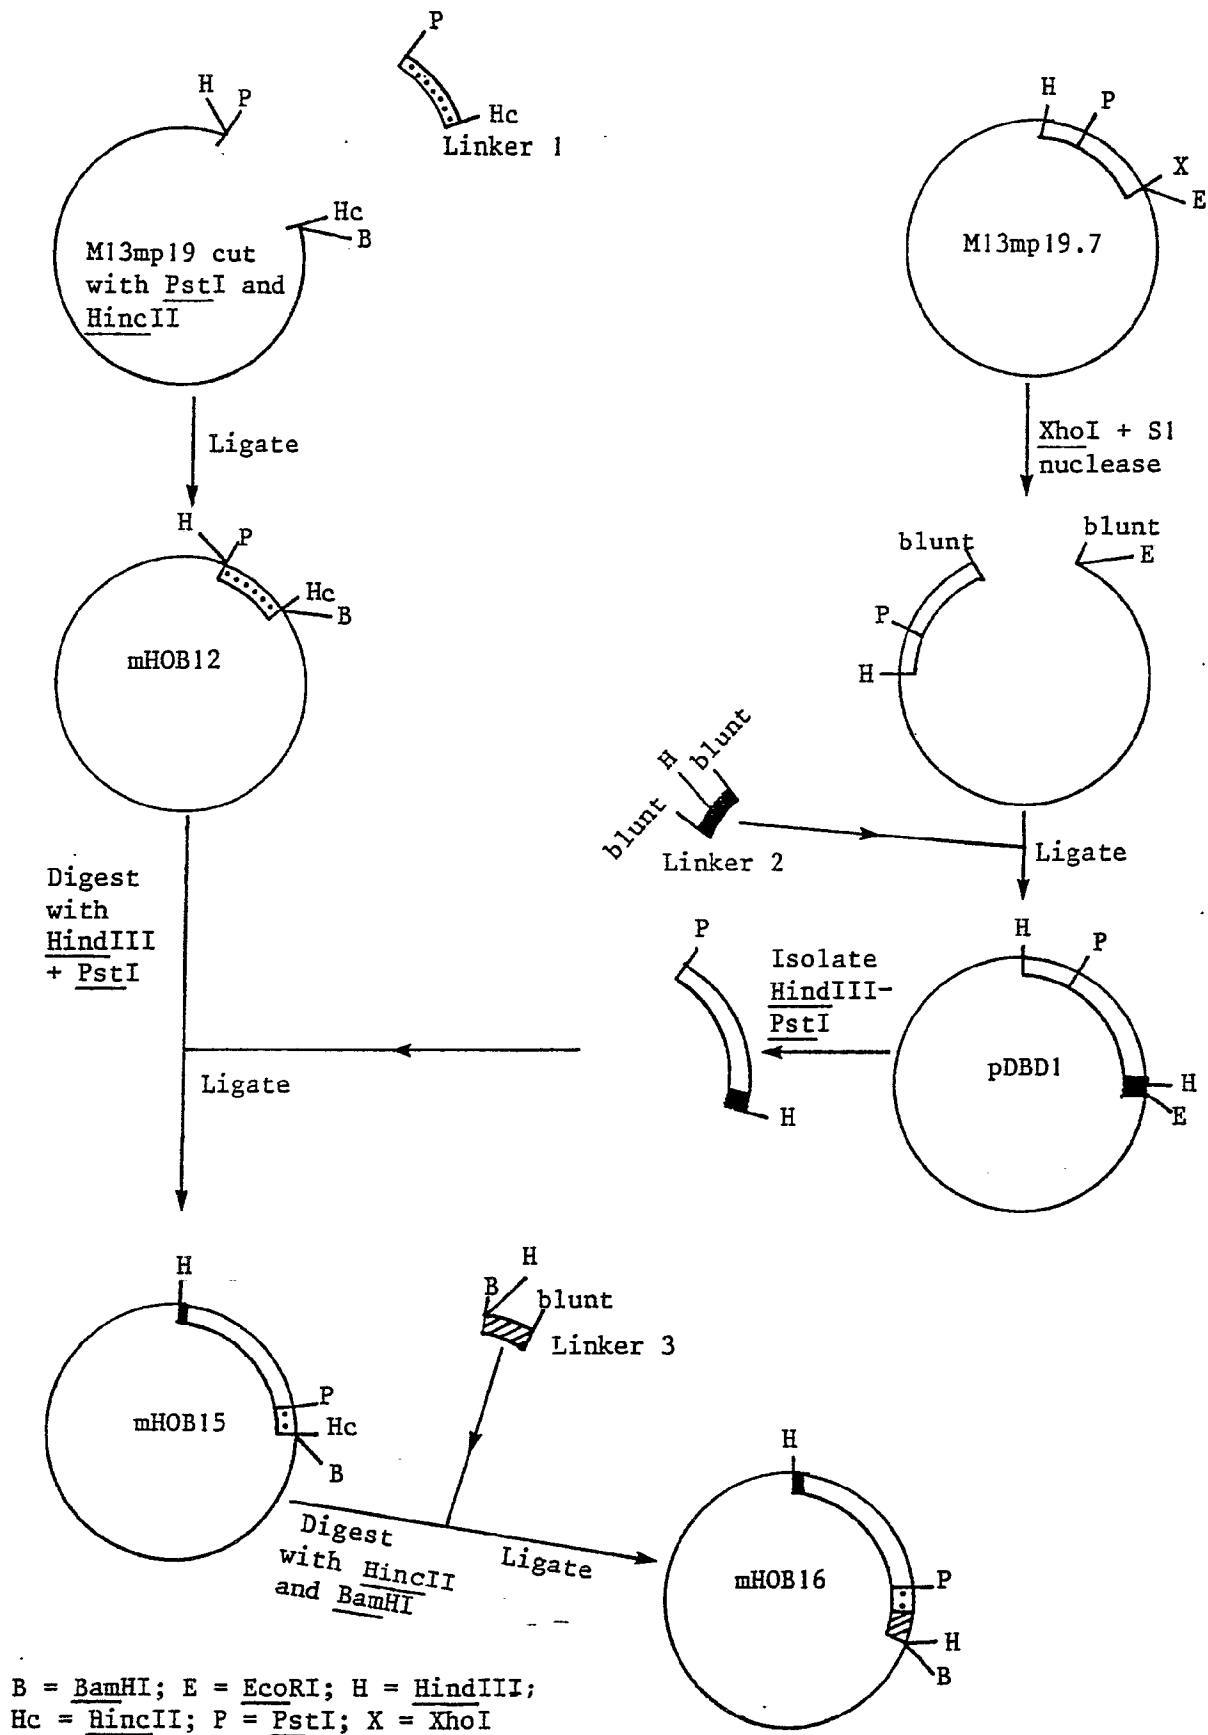 P
H
P
Hc
Linker 1
Hc
B
M13mp19 cut
with PstI and
HincII
H
P
X
E
M13mp19.7
Ligate
XhoI + S1
nuclease
H
P
Hc
B
mHOB12
blunt
blunt
E
P
H
H
blunt
blunt
Linker 2
Ligate
Digest
with
HindIII
+ PstI
P
Isolate
HindIII-
PstI
H
H
P
pDBD1
H
E
Ligate
H
H
B
blunt
Linker 3
mHOB15
P
Hc
B
Digest
with HincII
and BamHI
Ligate
H
mHOB16
P
H
B
B = BamHI; E = EcoRI; H = HindIII;
Hc = HincII; P = PstI; X = XhoI